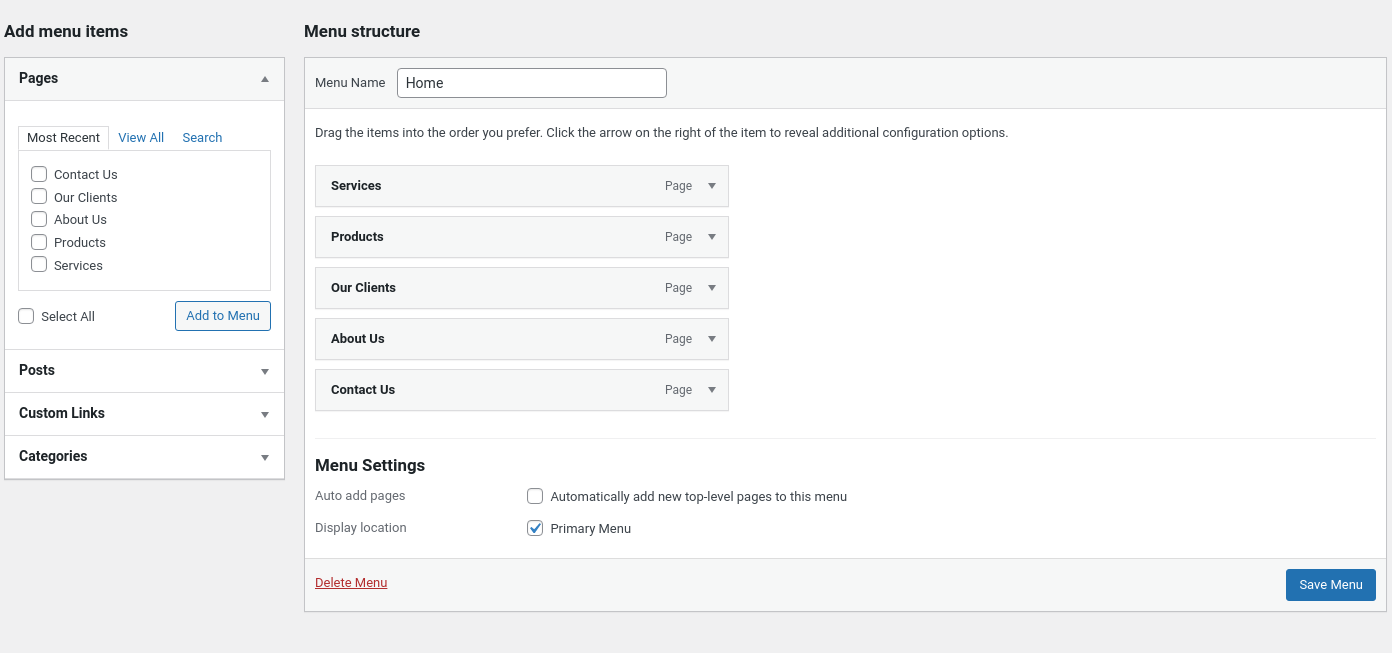 Add menu items
Pages
Most Recent View All Search
Contact Us
Our Clients
About Us
Products
Services
Select All Add to Menu
Posts
Custom Links
Categories
Menu structure
Menu Name Home
Drag the items into the order you prefer. Click the arrow on the right of the item to reveal additional configuration options.
Services Page
Products Page
Our Clients Page
About Us Page
Contact Us Page
Menu Settings
Auto add pages Automatically add new top-level pages to this menu
Display location Primary Menu
Delete Menu Save Menu